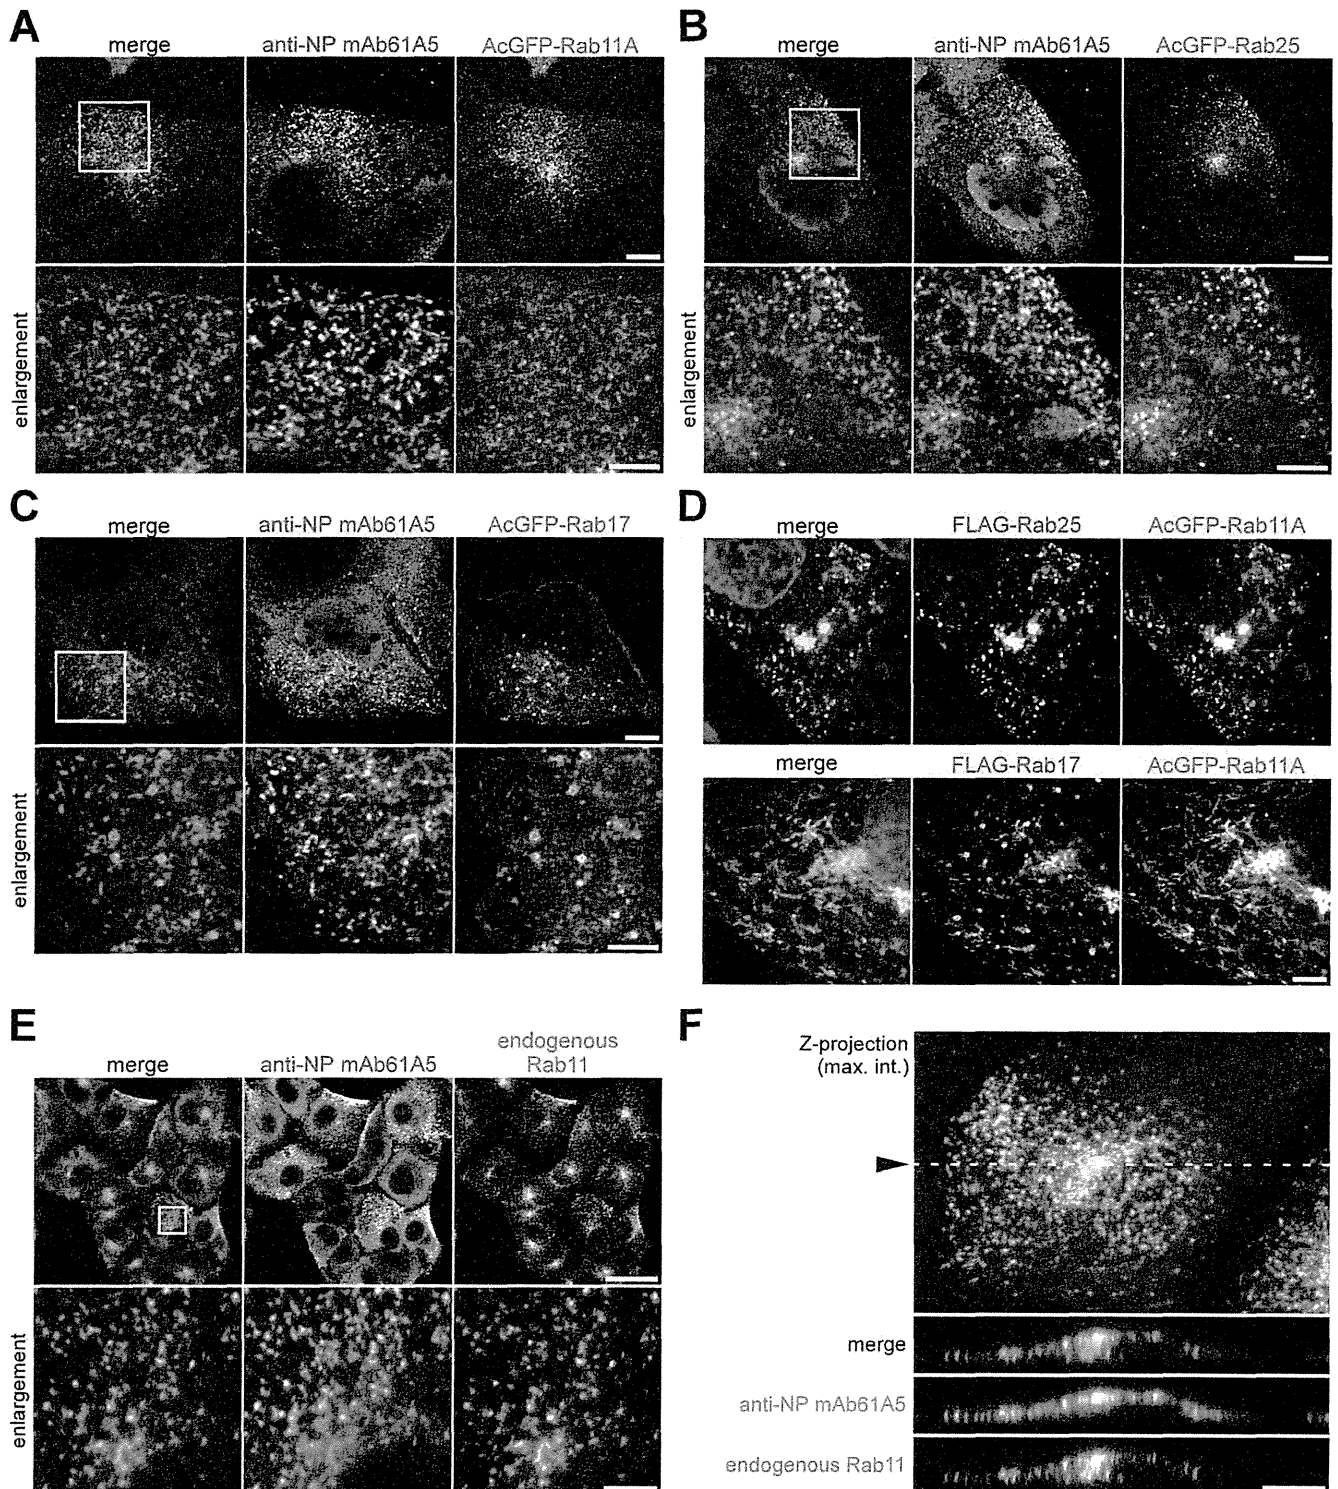 A
merge
anti-NP mAb61A5
AcGFP-Rab11A
enlargement
B
merge
anti-NP mAb61A5
AcGFP-Rab25
enlargement
C
merge
anti-NP mAb61A5
AcGFP-Rab17
enlargement
D
merge
FLAG-Rab25
AcGFP-Rab11A
merge
FLAG-Rab17
AcGFP-Rab11A
E
merge
anti-NP mAb61A5
endogenous
Rab11
enlargement
F
Z-projection
(max. int.)
merge
anti-NP mAb61A5
endogenous Rab11